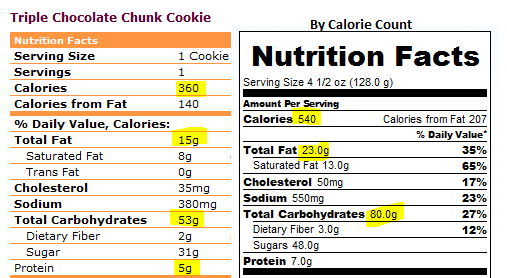 Triple Chocolate Chunk Cookie
Nutrition Facts
Serving Size 1 Cookie
Servings 1
Calories 360
Calories from Fat 140
% Daily Value, Calories:
Total Fat 15g
Saturated Fat 8g
Trans Fat 0g
Cholesterol 35mg
Sodium 380mg
Total Carbohydrates 53g
Dietary Fiber 2g
Sugar 31g
Protein 5g
By Calorie Count
Nutrition Facts
Serving Size 4 1/2 oz (128.0 g)
Amount Per Serving
Calories 540 Calories from Fat 207
% Daily Value*
Total Fat 23.0g 35%
Saturated Fat 13.0g 65%
Cholesterol 50mg 17%
Sodium 550mg 23%
Total Carbohydrates 80.0g 27%
Dietary Fiber 3.0g 12%
Sugars 48.0g
Protein 7.0g